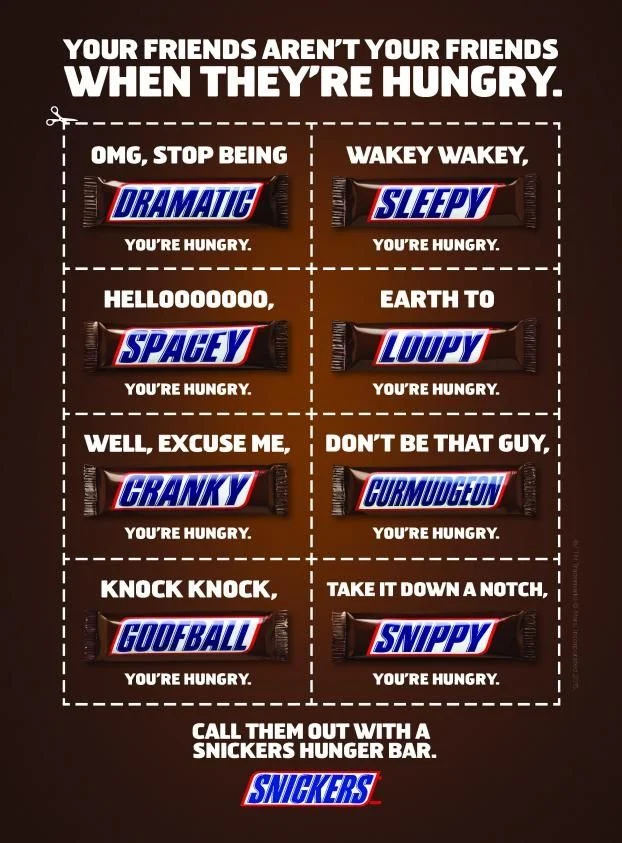 YOUR FRIENDS AREN'T YOUR FRIENDS
WHEN THEY'RE HUNGRY.
OMG, STOP BEING
DRAMATIC
YOU'RE HUNGRY.
WAKEY WAKEY,
SLEEPY
YOU'RE HUNGRY.
HELLOOOOOOO,
SPACEY
YOU'RE HUNGRY.
EARTH TO
LOOPY
YOU'RE HUNGRY.
WELL, EXCUSE ME,
CRANKY
YOU'RE HUNGRY.
DON'T BE THAT GUY,
CURMUDGEON
YOU'RE HUNGRY.
KNOCK KNOCK,
GOOFBALL
YOU'RE HUNGRY.
TAKE IT DOWN A NOTCH,
SNIPPY
YOU'RE HUNGRY.
CALL THEM OUT WITH A
SNICKERS HUNGER BAR.
SNICKERS